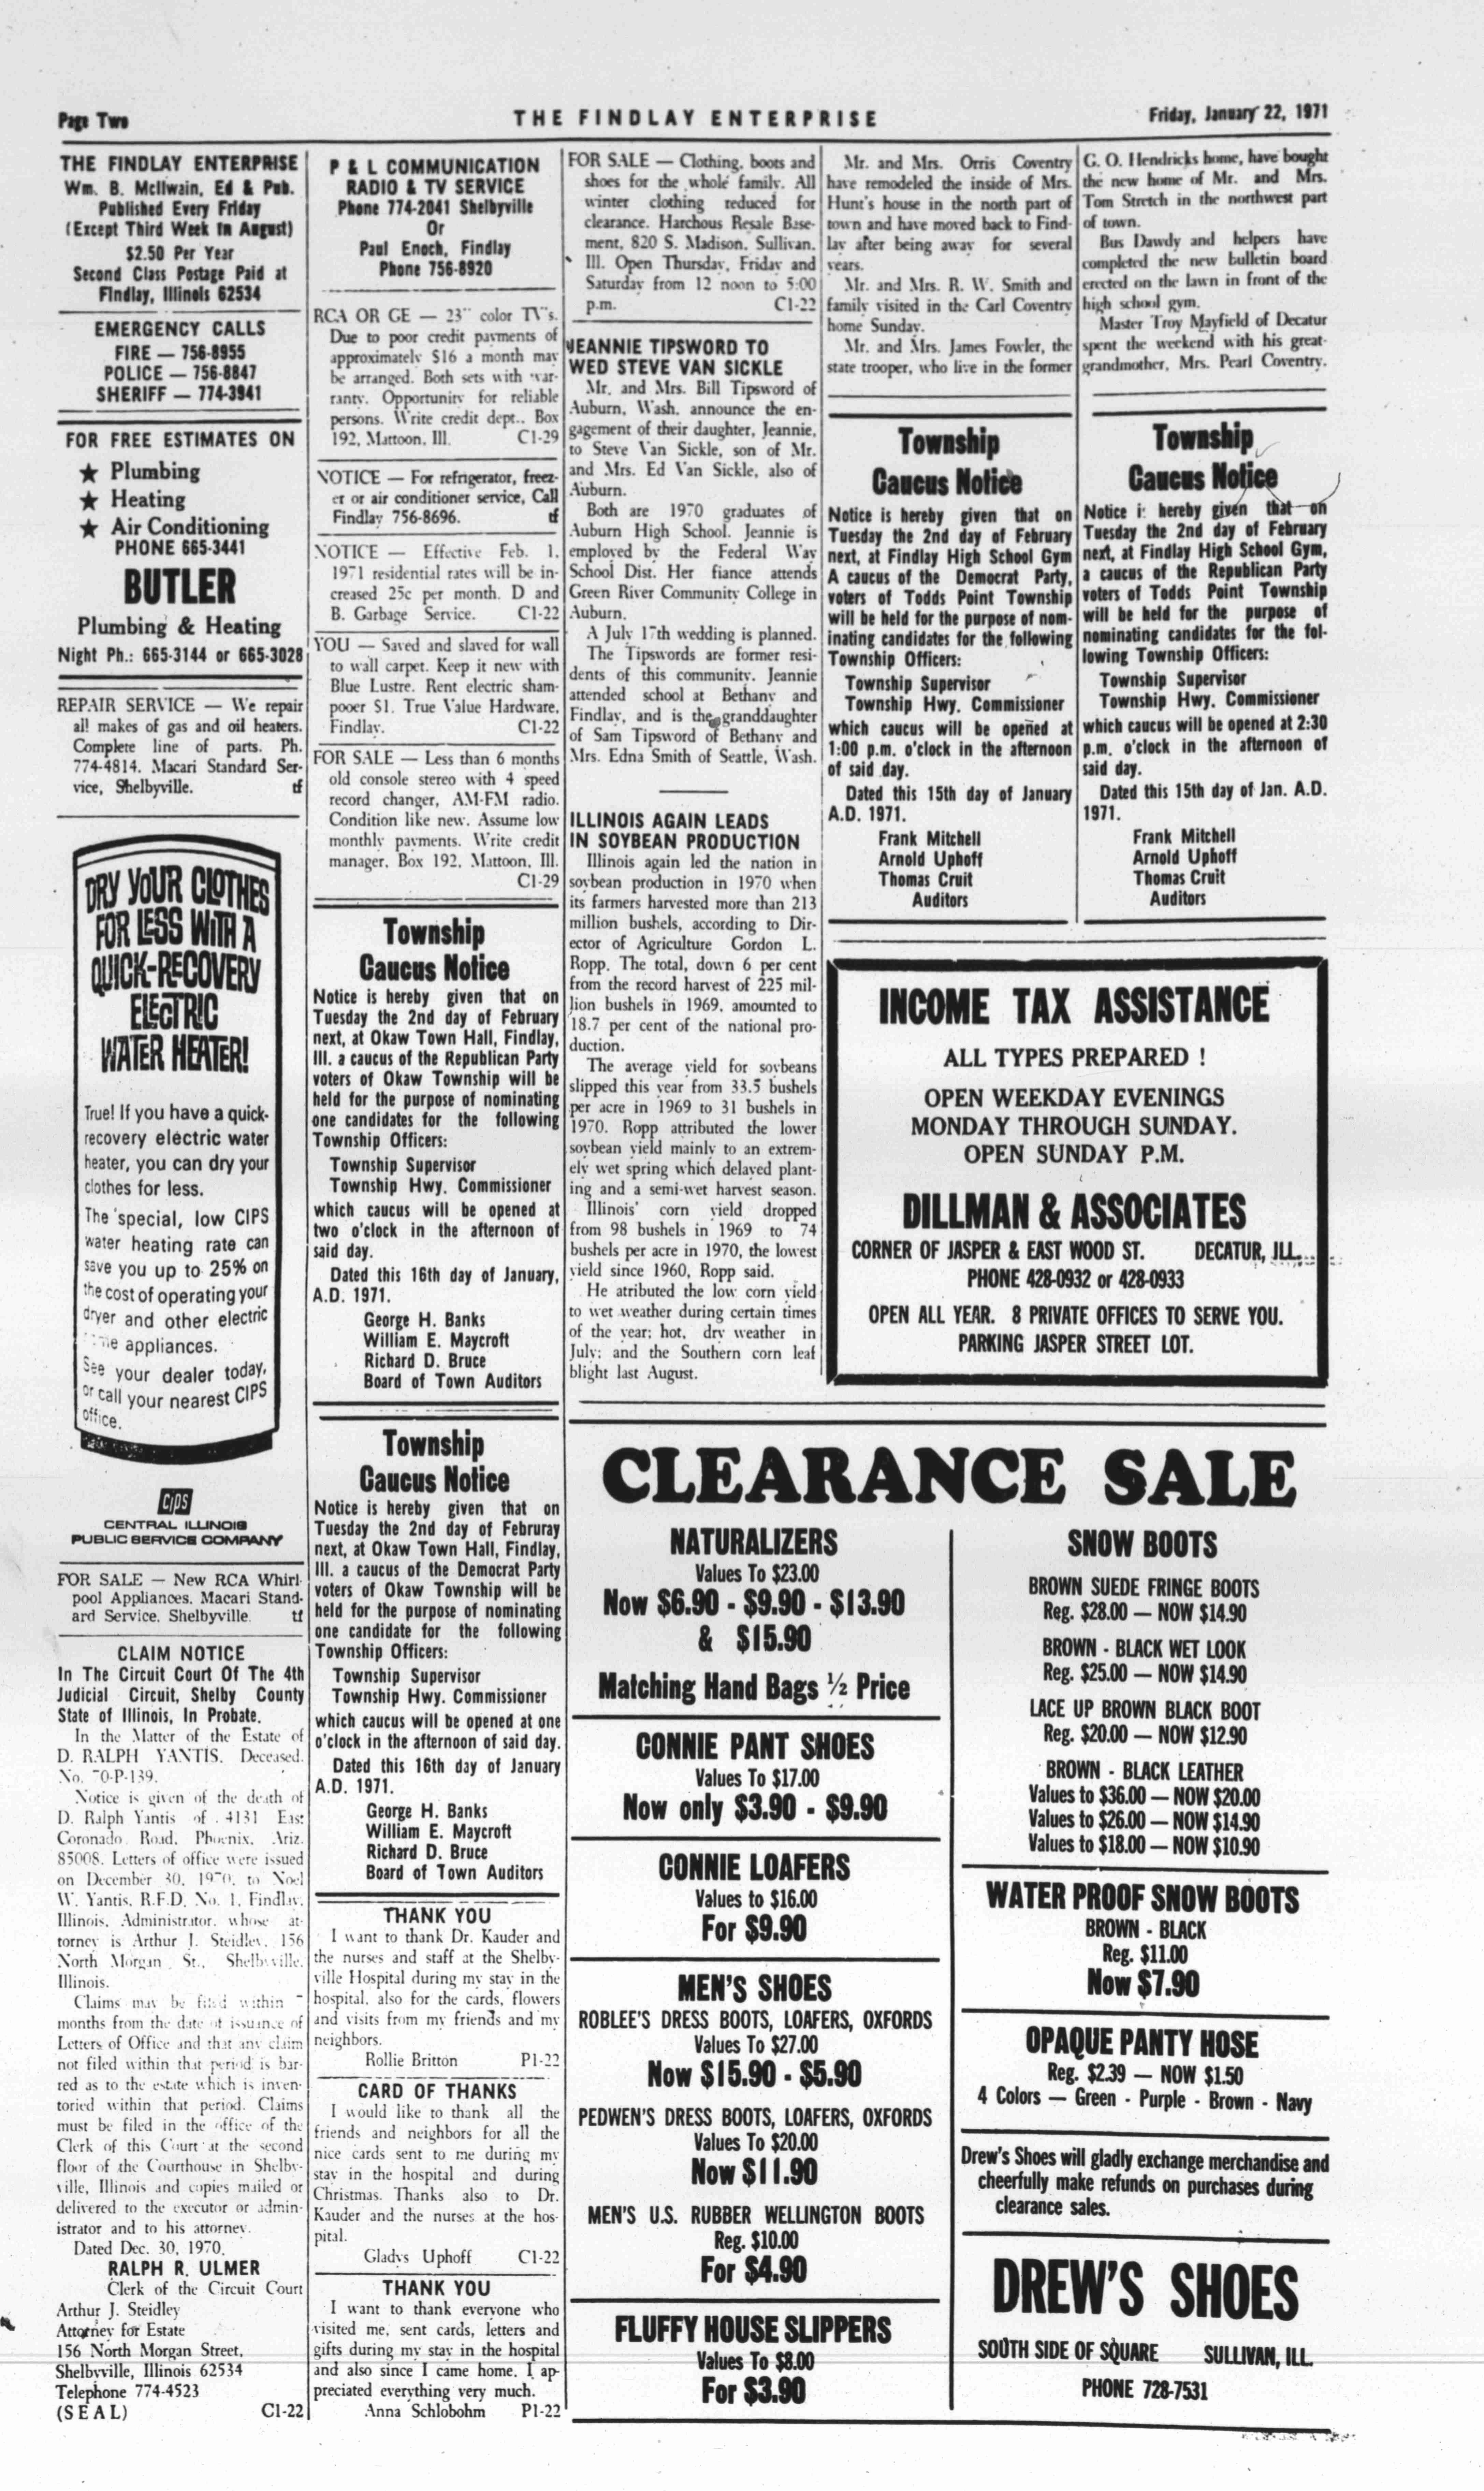 Page Two
THE FINDLAY ENTERPRISE
Friday, January 22, 1971
THE FINDLAY ENTERPRISE
Wm. B. McIlwain, Ed & Pub.
Published Every Friday
(Except Third Week In August)
$2.50 Per Year
Second Class Postage Paid at
Findlay, Illinois 62534
EMERGENCY CALLS
FIRE — 756-8955
POLICE — 756-8847
SHERIFF — 774-3941
FOR FREE ESTIMATES ON
★ Plumbing
★ Heating
★ Air Conditioning
PHONE 665-3441
BUTLER
Plumbing & Heating
Night Ph.: 665-3144 or 665-3028
REPAIR SERVICE — We repair
all makes of gas and oil heaters.
Complete line of parts. Ph.
774-4814. Macari Standard Ser-
vice, Shelbyville. tf
DRY YOUR CLOTHES
FOR LESS WITH A
QUICK-RECOVERY
ELECTRIC
WATER HEATER!
True! If you have a quick-
recovery electric water
heater, you can dry your
clothes for less.
The special, low CIPS
water heating rate can
save you up to 25% on
the cost of operating your
dryer and other electric
appliances.
See your dealer today,
or call your nearest CIPS
office.
CIPS
CENTRAL ILLINOIS
PUBLIC SERVICE COMPANY
FOR SALE — New RCA Whirl-
pool Appliances. Macari Stand-
ard Service. Shelbyville. tf
CLAIM NOTICE
In The Circuit Court Of The 4th
Judicial Circuit, Shelby County
State of Illinois, In Probate.
In the Matter of the Estate of
D. RALPH YANTIS, Deceased.
No. 70-P-139.
Notice is given of the death of
D. Ralph Yantis of 4131 East
Coronado Road, Phoenix, Ariz.
85008. Letters of office were issued
on December 30, 1970, to Noel
W. Yantis, R.F.D. No. 1, Findlay,
Illinois, Administrator, whose at-
torney is Arthur J. Steidley, 156
North Morgan St., Shelbyville,
Illinois.
Claims may be filed within 7
months from the date of issuance of
Letters of Office and that any claim
not filed within that period is bar-
red as to the estate which is inven-
toried within that period. Claims
must be filed in the office of the
Clerk of this Court at the second
floor of the Courthouse in Shelby-
ville, Illinois and copies mailed or
delivered to the executor or admin-
istrator and to his attorney.
Dated Dec. 30, 1970.
RALPH R. ULMER
Clerk of the Circuit Court
Arthur J. Steidley
Attorney for Estate
156 North Morgan Street,
Shelbyville, Illinois 62534
Telephone 774-4523
(SEAL) C1-22
P & L COMMUNICATION
RADIO & TV SERVICE
Phone 774-2041 Shelbyville
Or
Paul Enoch, Findlay
Phone 756-8920
RCA OR GE — 23" color TV's.
Due to poor credit payments of
approximately $16 a month may
be arranged. Both sets with war-
ranty. Opportunity for reliable
persons. Write credit dept., Box
192, Mattoon, Ill. C1-29
NOTICE — For refrigerator, freez-
er or air conditioner service, Call
Findlay 756-8696. tf
NOTICE — Effective Feb. 1,
1971 residential rates will be in-
creased 25c per month. D and
B. Garbage Service. C1-22
YOU — Saved and slaved for wall
to wall carpet. Keep it new with
Blue Lustre. Rent electric sham-
pooer $1. True Value Hardware,
Findlay. C1-22
FOR SALE — Less than 6 months
old console stereo with 4 speed
record changer, AM-FM radio.
Condition like new. Assume low
monthly payments. Write credit
manager, Box 192, Mattoon, Ill.
C1-29
Township
Caucus Notice
Notice is hereby given that on
Tuesday the 2nd day of February
next, at Okaw Town Hall, Findlay,
Ill. a caucus of the Republican Party
voters of Okaw Township will be
held for the purpose of nominating
one candidates for the following
Township Officers:
Township Supervisor
Township Hwy. Commissioner
which caucus will be opened at
two o'clock in the afternoon of
said day.
Dated this 16th day of January,
A.D. 1971.
George H. Banks
William E. Maycroft
Richard D. Bruce
Board of Town Auditors
Township
Caucus Notice
Notice is hereby given that on
Tuesday the 2nd day of Februray
next, at Okaw Town Hall, Findlay,
Ill. a caucus of the Democrat Party
voters of Okaw Township will be
held for the purpose of nominating
one candidate for the following
Township Officers:
Township Supervisor
Township Hwy. Commissioner
which caucus will be opened at one
o'clock in the afternoon of said day.
Dated this 16th day of January
A.D. 1971.
George H. Banks
William E. Maycroft
Richard D. Bruce
Board of Town Auditors
THANK YOU
I want to thank Dr. Kauder and
the nurses and staff at the Shelby-
ville Hospital during my stay in the
hospital, also for the cards, flowers
and visits from my friends and my
neighbors.
Rollie Britton P1-22
CARD OF THANKS
I would like to thank all the
friends and neighbors for all the
nice cards sent to me during my
stay in the hospital and during
Christmas. Thanks also to Dr.
Kauder and the nurses at the hos-
pital.
Gladys Uphoff C1-22
THANK YOU
I want to thank everyone who
visited me, sent cards, letters and
gifts during my stay in the hospital
and also since I came home. I ap-
preciated everything very much.
Anna Schlobohm P1-22
FOR SALE — Clothing, boots and
shoes for the whole family. All
winter clothing reduced for
clearance. Harchous Resale Base-
ment, 820 S. Madison, Sullivan,
Ill. Open Thursday, Friday and
Saturday from 12 noon to 5:00
p.m. C1-22
JEANNIE TIPSWORD TO
WED STEVE VAN SICKLE
Mr. and Mrs. Bill Tipsword of
Auburn, Wash. announce the en-
gagement of their daughter, Jeannie,
to Steve Van Sickle, son of Mr.
and Mrs. Ed Van Sickle, also of
Auburn.
Both are 1970 graduates of
Auburn High School. Jeannie is
employed by the Federal Way
School Dist. Her fiance attends
Green River Community College in
Auburn.
A July 17th wedding is planned.
The Tipswords are former resi-
dents of this community. Jeannie
attended school at Bethany and
Findlay, and is the granddaughter
of Sam Tipsword of Bethany and
Mrs. Edna Smith of Seattle, Wash.
ILLINOIS AGAIN LEADS
IN SOYBEAN PRODUCTION
Illinois again led the nation in
soybean production in 1970 when
its farmers harvested more than 213
million bushels, according to Dir-
ector of Agriculture Gordon L.
Ropp. The total, down 6 per cent
from the record harvest of 225 mil-
lion bushels in 1969, amounted to
18.7 per cent of the national pro-
duction.
The average yield for soybeans
slipped this year from 33.5 bushels
per acre in 1969 to 31 bushels in
1970. Ropp attributed the lower
soybean yield mainly to an extrem-
ely wet spring which delayed plant-
ing and a semi-wet harvest season.
Illinois' corn yield dropped
from 98 bushels in 1969 to 74
bushels per acre in 1970, the lowest
yield since 1960, Ropp said.
He atributed the low corn yield
to wet weather during certain times
of the year; hot, dry weather in
July; and the Southern corn leaf
blight last August.
Mr. and Mrs. Orris Coventry
have remodeled the inside of Mrs.
Hunt's house in the north part of
town and have moved back to Find-
lay after being away for several
years.
Mr. and Mrs. R. W. Smith and
family visited in the Carl Coventry
home Sunday.
Mr. and Mrs. James Fowler, the
state trooper, who live in the former
G. O. Hendricks home, have bought
the new home of Mr. and Mrs.
Tom Stretch in the northwest part
of town.
Bus Dawdy and helpers have
completed the new bulletin board
erected on the lawn in front of the
high school gym.
Master Troy Mayfield of Decatur
spent the weekend with his great-
grandmother, Mrs. Pearl Coventry.
Township
Caucus Notice
Notice is hereby given that on
Tuesday the 2nd day of February
next, at Findlay High School Gym
A caucus of the Democrat Party,
voters of Todds Point Township
will be held for the purpose of nom-
inating candidates for the following
Township Officers:
Township Supervisor
Township Hwy. Commissioner
which caucus will be opened at
1:00 p.m. o'clock in the afternoon
of said day.
Dated this 15th day of January
A.D. 1971.
Frank Mitchell
Arnold Uphoff
Thomas Cruit
Auditors
Township
Caucus Notice
Notice i: hereby given that on
Tuesday the 2nd day of February
next, at Findlay High School Gym,
a caucus of the Republican Party
voters of Todds Point Township
will be held for the purpose of
nominating candidates for the fol-
lowing Township Officers:
Township Supervisor
Township Hwy. Commissioner
which caucus will be opened at 2:30
p.m. o'clock in the afternoon of
said day.
Dated this 15th day of Jan. A.D.
1971.
Frank Mitchell
Arnold Uphoff
Thomas Cruit
Auditors
INCOME TAX ASSISTANCE
ALL TYPES PREPARED !
OPEN WEEKDAY EVENINGS
MONDAY THROUGH SUNDAY.
OPEN SUNDAY P.M.
DILLMAN & ASSOCIATES
CORNER OF JASPER & EAST WOOD ST. DECATUR, ILL.
PHONE 428-0932 or 428-0933
OPEN ALL YEAR. 8 PRIVATE OFFICES TO SERVE YOU.
PARKING JASPER STREET LOT.
CLEARANCE SALE
NATURALIZERS
Values To $23.00
Now $6.90 - $9.90 - $13.90
& $15.90
Matching Hand Bags ½ Price
CONNIE PANT SHOES
Values To $17.00
Now only $3.90 - $9.90
CONNIE LOAFERS
Values to $16.00
For $9.90
MEN'S SHOES
ROBLEE'S DRESS BOOTS, LOAFERS, OXFORDS
Values To $27.00
Now $15.90 - $5.90
PEDWEN'S DRESS BOOTS, LOAFERS, OXFORDS
Values To $20.00
Now $11.90
MEN'S U.S. RUBBER WELLINGTON BOOTS
Reg. $10.00
For $4.90
FLUFFY HOUSE SLIPPERS
Values To $8.00
For $3.90
SNOW BOOTS
BROWN SUEDE FRINGE BOOTS
Reg. $28.00 — NOW $14.90
BROWN - BLACK WET LOOK
Reg. $25.00 — NOW $14.90
LACE UP BROWN BLACK BOOT
Reg. $20.00 — NOW $12.90
BROWN - BLACK LEATHER
Values to $36.00 — NOW $20.00
Values to $26.00 — NOW $14.90
Values to $18.00 — NOW $10.90
WATER PROOF SNOW BOOTS
BROWN - BLACK
Reg. $11.00
Now $7.90
OPAQUE PANTY HOSE
Reg. $2.39 — NOW $1.50
4 Colors — Green - Purple - Brown - Navy
Drew's Shoes will gladly exchange merchandise and
cheerfully make refunds on purchases during
clearance sales.
DREW'S SHOES
SOUTH SIDE OF SQUARE SULLIVAN, ILL.
PHONE 728-7531